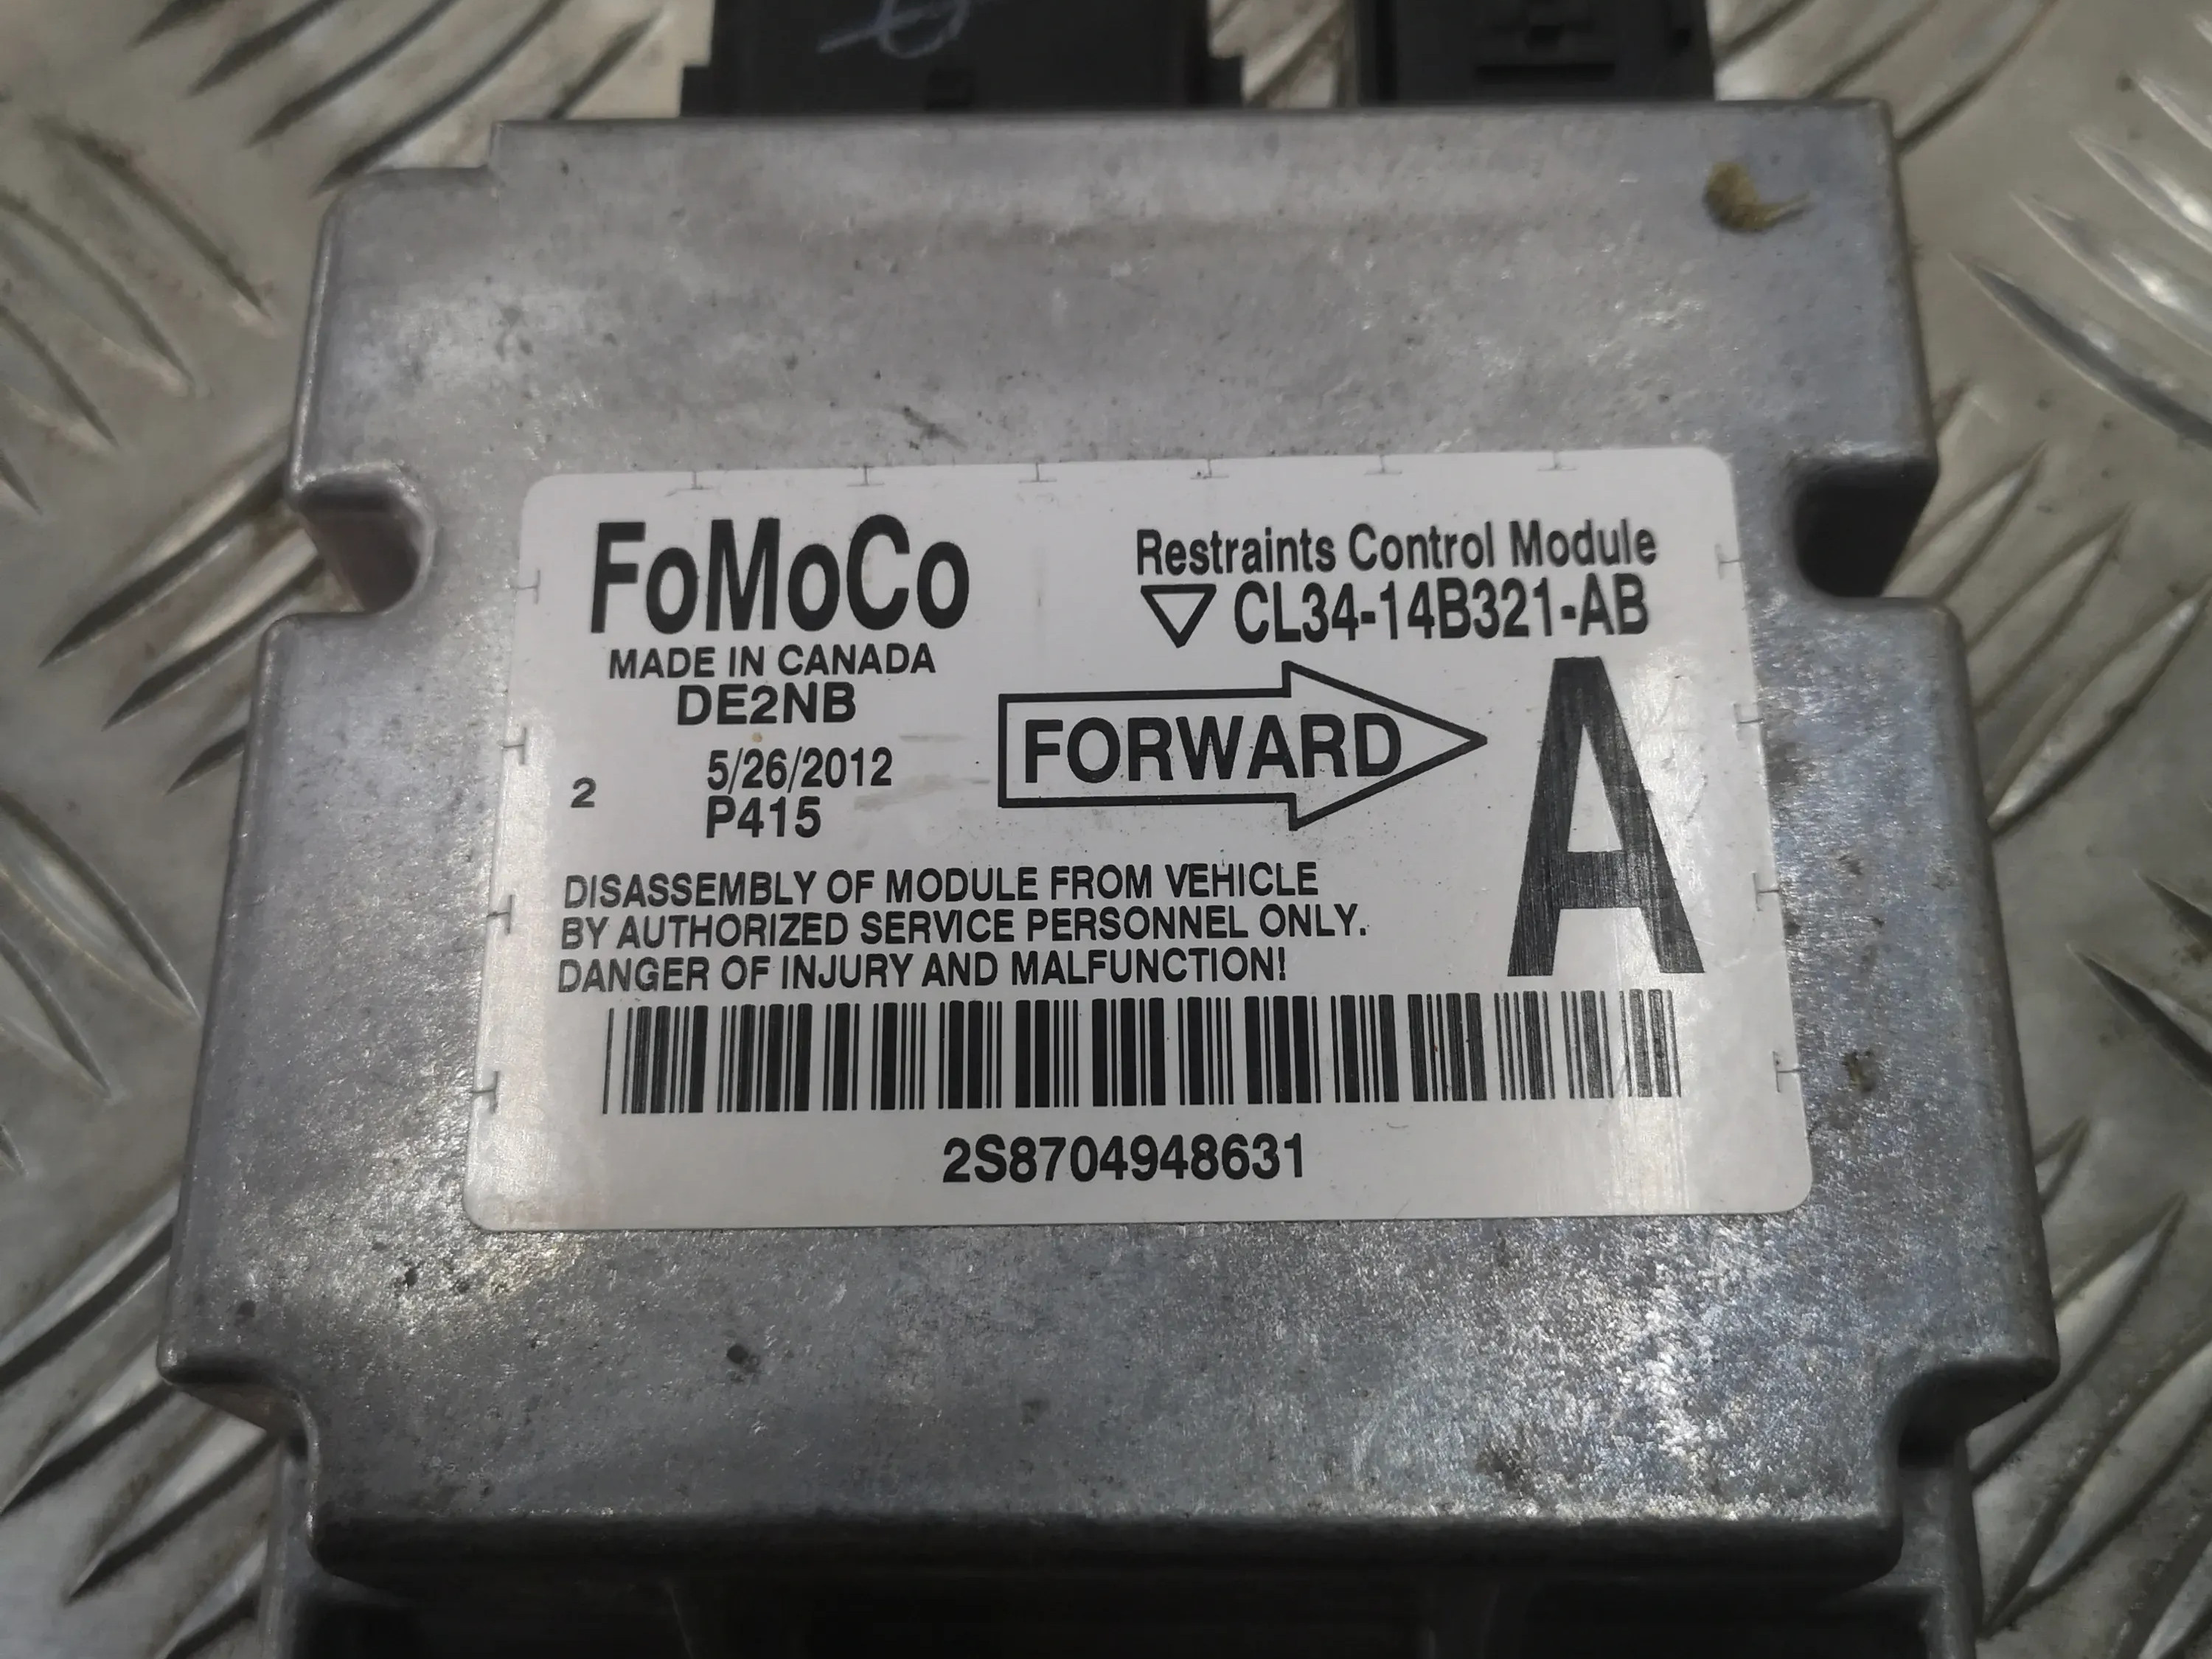 FoMoCo
MADE IN CANADA
DE2NB
5/26/2012
2
P415
Restraints Control Module
CL34-14B321-AB
FORWARD
A
DISASSEMBLY OF MODULE FROM VEHICLE
BY AUTHORIZED SERVICE PERSONNEL ONLY.
DANGER OF INJURY AND MALFUNCTION!
2S8704948631